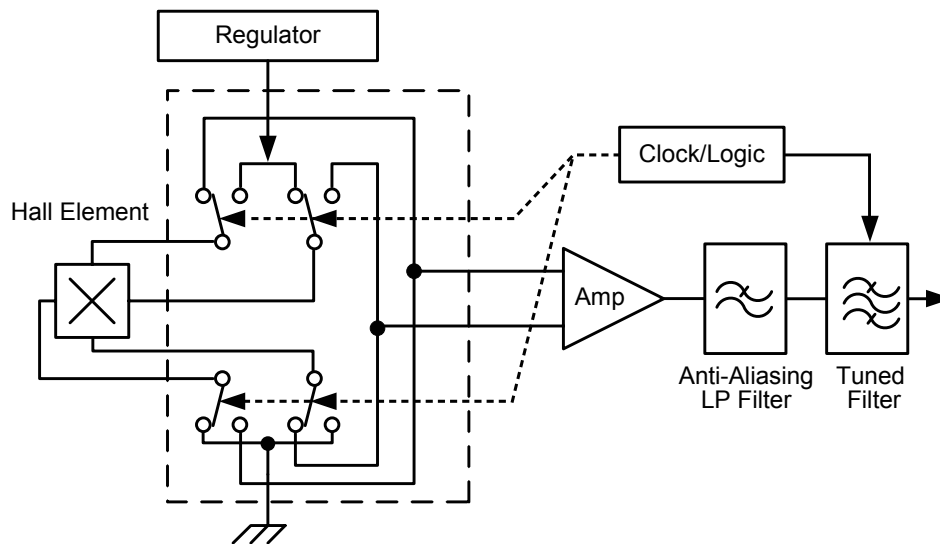 Regulator
Clock/Logic
Hall Element
Amp
Anti-Aliasing
LP Filter
Tuned
Filter